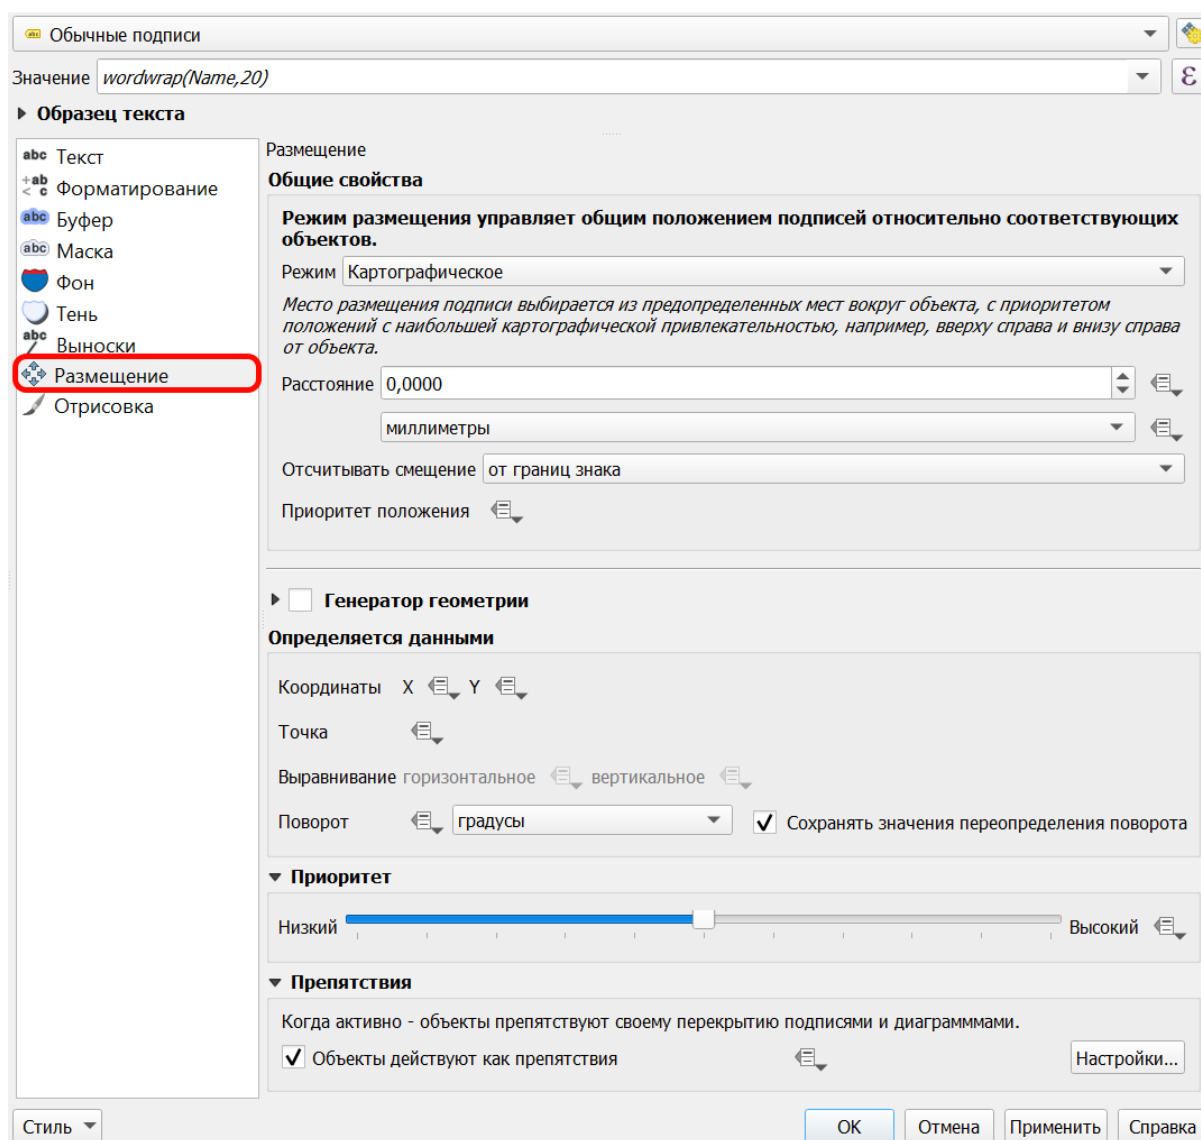 Обычные подписи
Значение wordwrap(Name,20) ε
Образец текста
abc Текст
+ab < c Форматирование
abc Буфер
abc Маска
Фон
Тень
abc Выноски
Размещение
Отрисовка
Размещение
Общие свойства
Режим размещения управляет общим положением подписей относительно соответствующих
объектов.
Режим Картографическое
Место размещения подписи выбирается из предопределенных мест вокруг объекта, с приоритетом
положений с наибольшей картографической привлекательностью, например, вверху справа и внизу справа
от объекта.
Расстояние 0,0000
миллиметры
Отсчитывать смещение от границ знака
Приоритет положения
Генератор геометрии
Определяется данными
Координаты X Y
Точка
Выравнивание горизонтальное вертикальное
Поворот градусы Сохранять значения переопределения поворота
Приоритет
Низкий Высокий
Препятствия
Когда активно - объекты препятствуют своему перекрытию подписями и диаграмммами.
Объекты действуют как препятствия Настройки...
Стиль OK Отмена Применить Справка